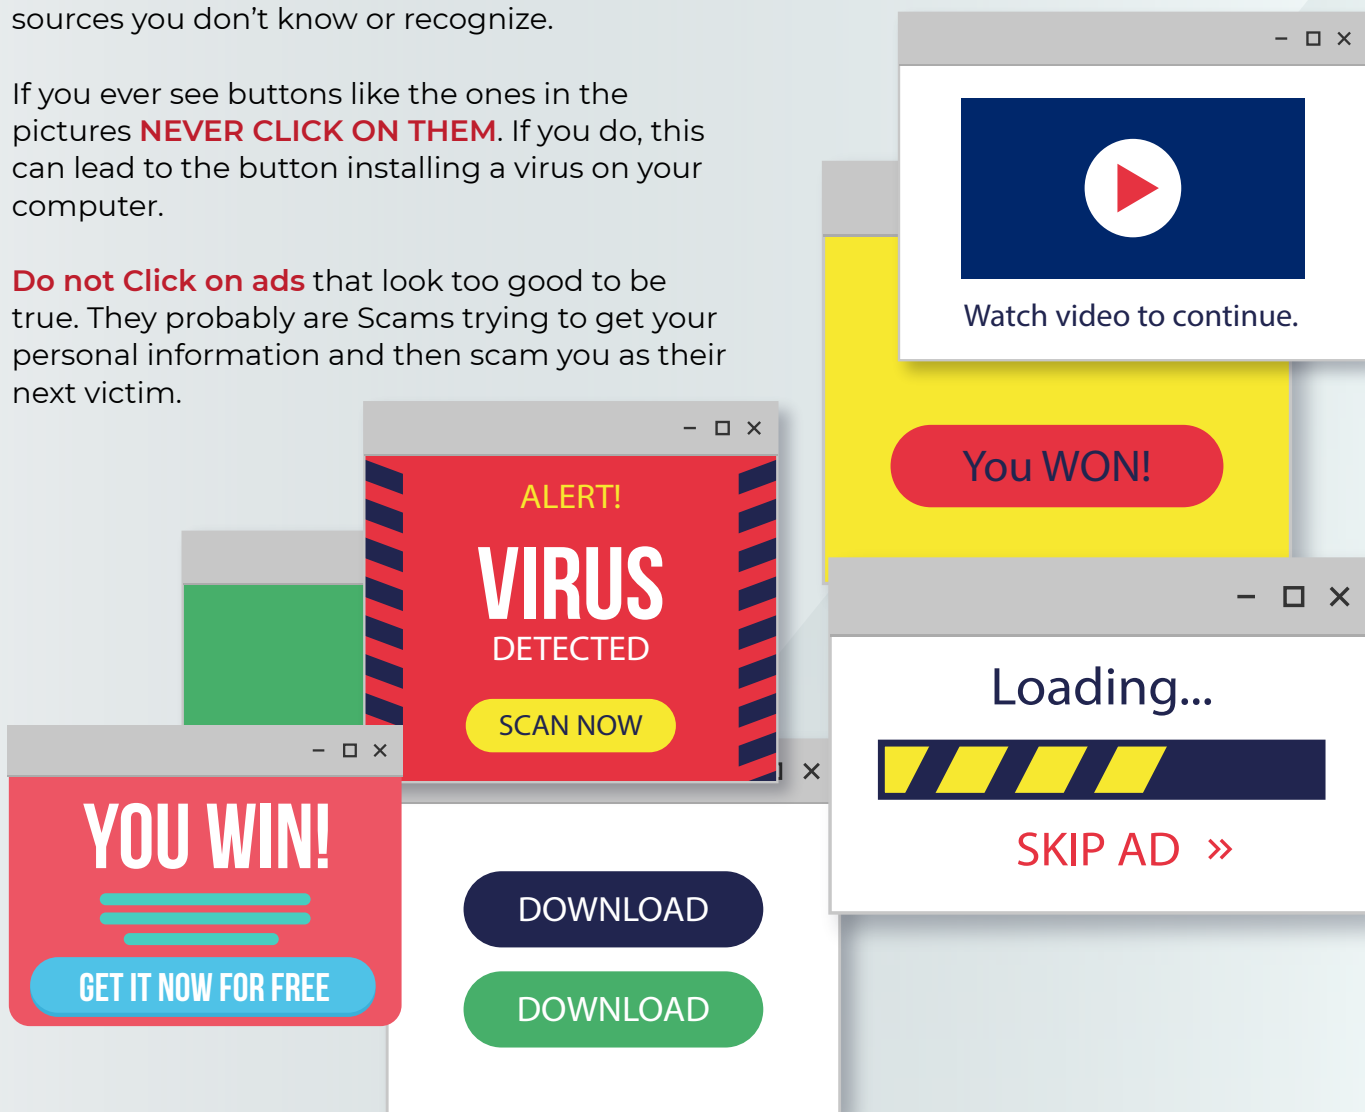 sources you don’t know or recognize.
If you ever see buttons like the ones in the
pictures NEVER CLICK ON THEM. If you do, this
can lead to the button installing a virus on your
computer.
Do not Click on ads that look too good to be
true. They probably are Scams trying to get your
personal information and then scam you as their
next victim.
Watch video to continue.
You WON!
ALERT!
VIRUS
DETECTED
SCAN NOW
Loading...
SKIP AD »
YOU WIN!
GET IT NOW FOR FREE
DOWNLOAD
DOWNLOAD